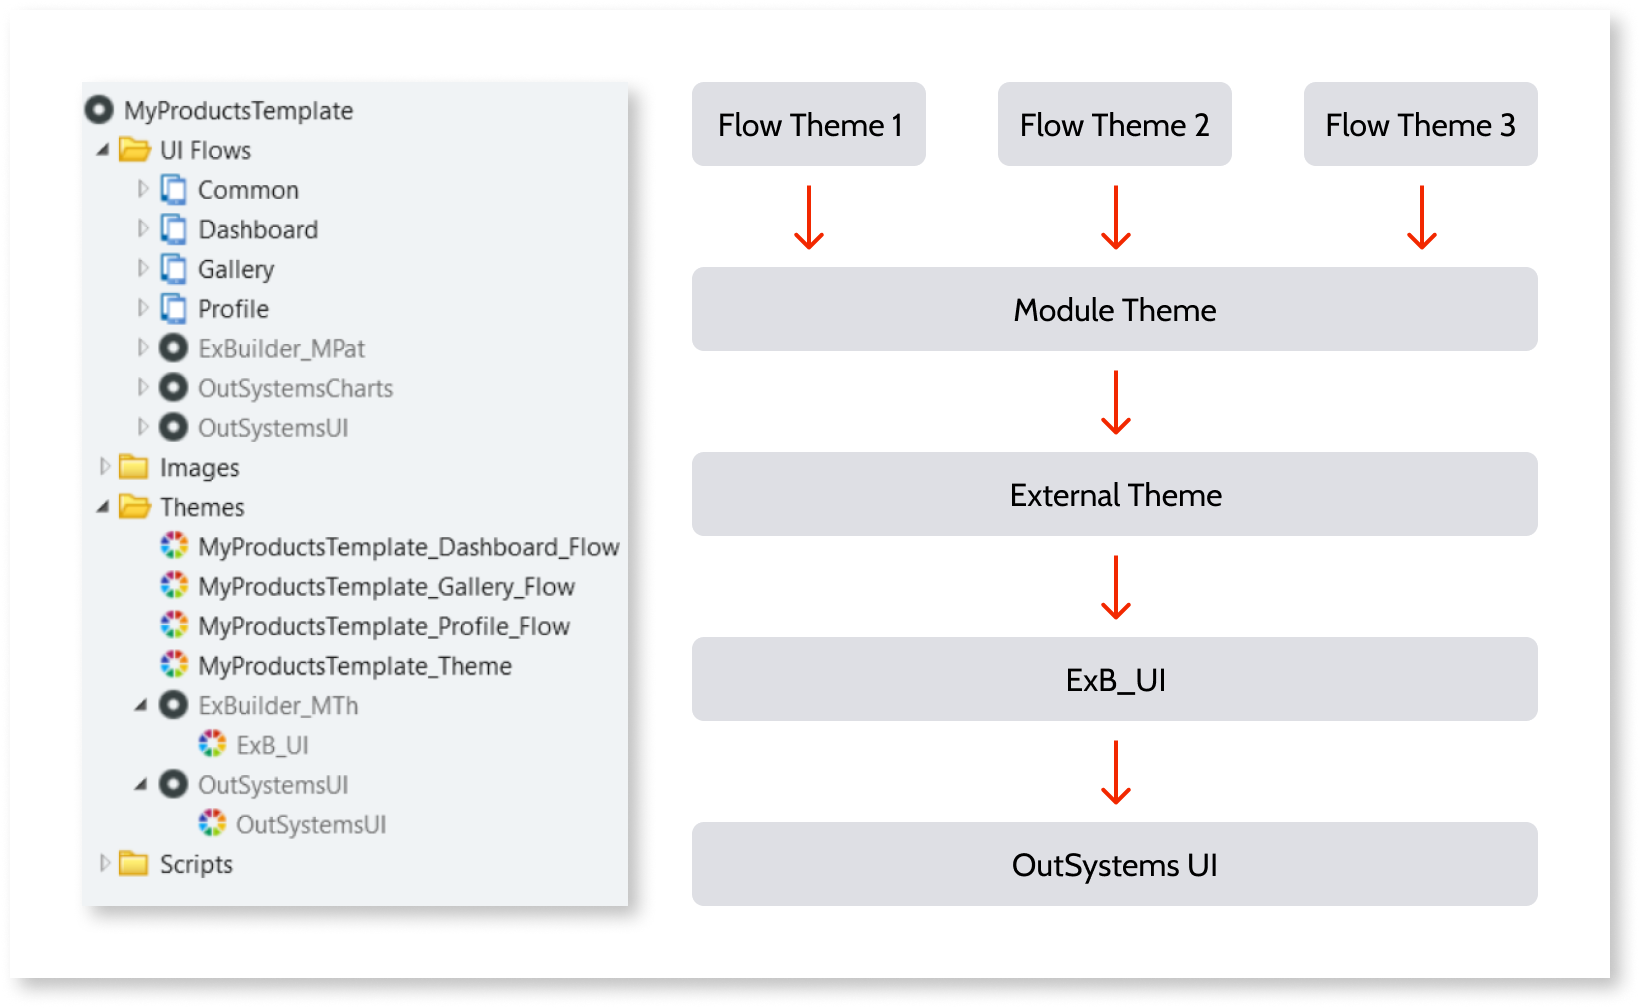 MyProductsTemplate
UI Flows
Common
Dashboard
Gallery
Profile
ExBuilder_MPat
OutSystemsCharts
OutSystemsUI
Images
Themes
MyProductsTemplate_Dashboard_Flow
MyProductsTemplate_Gallery_Flow
MyProductsTemplate_Profile_Flow
MyProductsTemplate_Theme
ExBuilder_MTh
ExB_UI
OutSystemsUI
OutSystemsUI
Scripts
Flow Theme 1
Flow Theme 2
Flow Theme 3
Module Theme
External Theme
ExB_UI
OutSystems UI